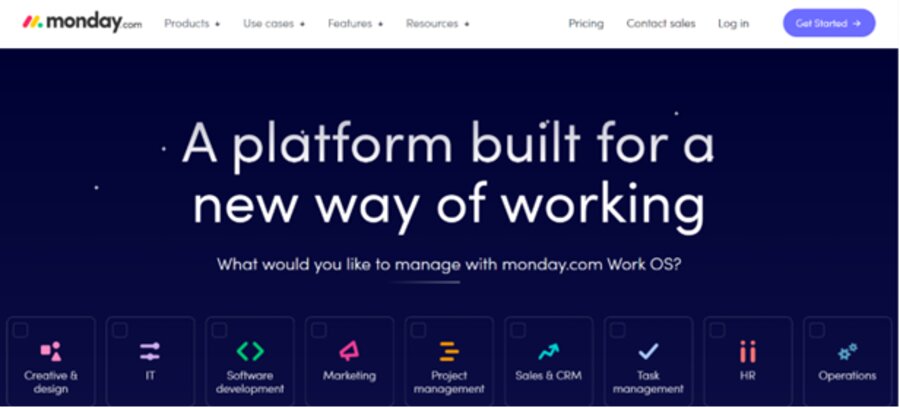 monday.com Products Use cases Features Resources Pricing Contact sales Log in Get Started →
A platform built for a
new way of working
What would you like to manage with monday.com Work OS?
Creative &
design
IT
Software
development
Marketing
Project
management
Sales & CRM
Task
management
HR
Operations